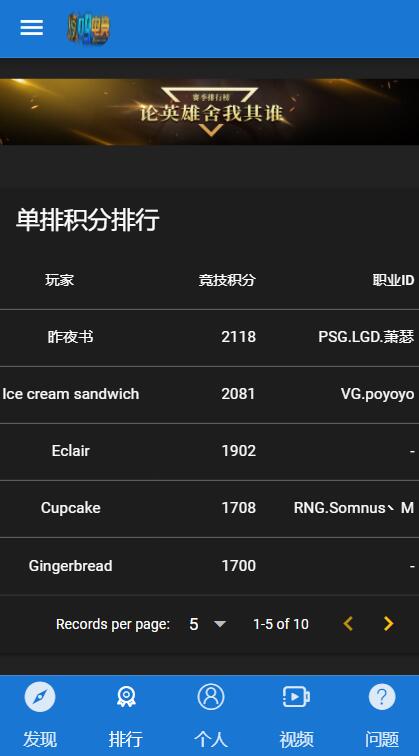 赛季排行榜
论英雄舍我其谁
单排积分排行
玩家 竞技积分 职业ID
昨夜书 2118 PSG.LGD.萧瑟
Ice cream sandwich 2081 VG.poyoyo
Eclair 1902 -
Cupcake 1708 RNG.Somnus丶M
Gingerbread 1700 -
Records per page: 5 1-5 of 10
发现 排行 个人 视频 问题